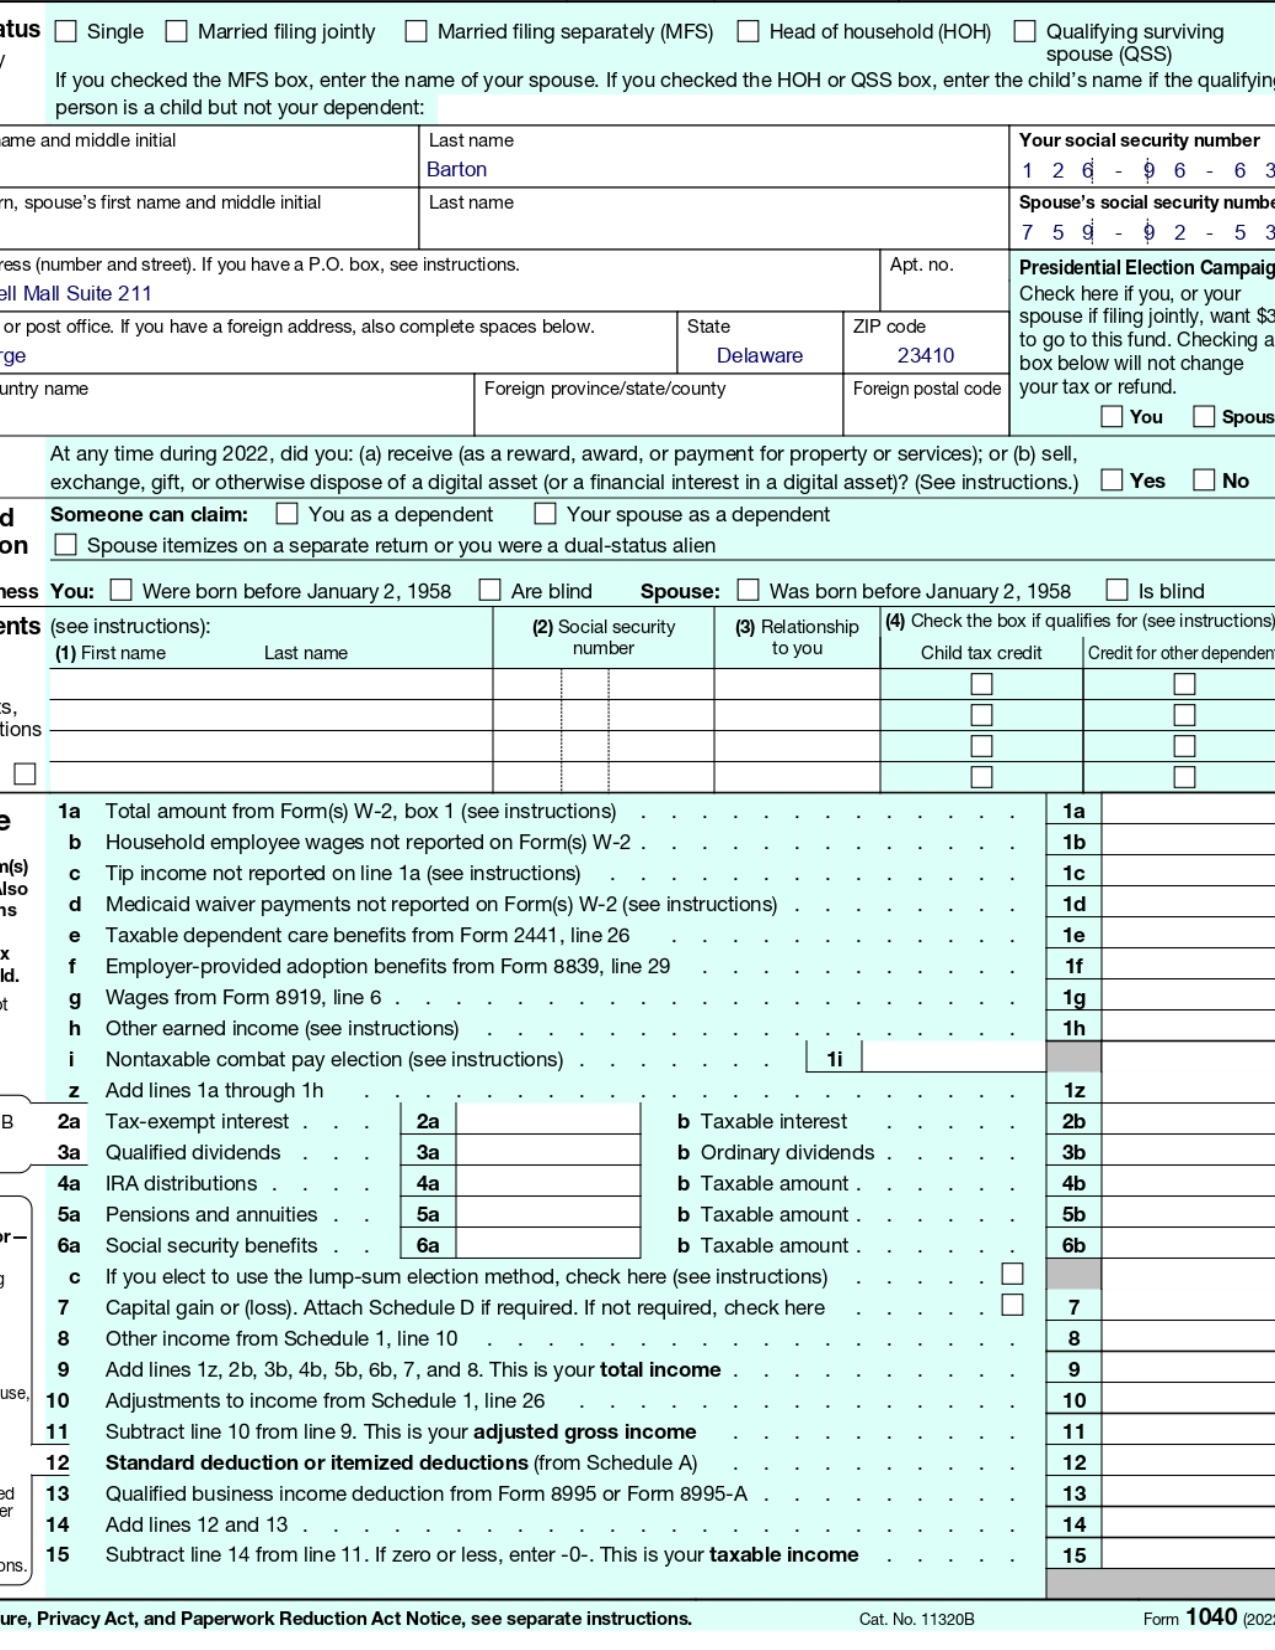 atus Single Married filing jointly Married filing separately (MFS) Head of household (HOH) Qualifying surviving
spouse (QSS)
If you checked the MFS box, enter the name of your spouse. If you checked the HOH or QSS box, enter the child's name if the qualifying
person is a child but not your dependent:
ame and middle initial Last name Your social security number
Barton 1 2 6 - 9 6 - 6 3
rn, spouse's first name and middle initial Last name Spouse's social security numbe
7 5 9 - 9 2 - 5 3
ress (number and street). If you have a P.O. box, see instructions. Apt. no. Presidential Election Campaig
ell Mall Suite 211 Check here if you, or your
spouse if filing jointly, want $3
or post office. If you have a foreign address, also complete spaces below. State ZIP code to go to this fund. Checking a
rge Delaware 23410 box below will not change
untry name Foreign province/state/county Foreign postal code your tax or refund.
You Spous
At any time during 2022, did you: (a) receive (as a reward, award, or payment for property or services); or (b) sell,
exchange, gift, or otherwise dispose of a digital asset (or a financial interest in a digital asset)? (See instructions.) Yes No
d Someone can claim: You as a dependent Your spouse as a dependent
on Spouse itemizes on a separate return or you were a dual-status alien
ness You: Were born before January 2, 1958 Are blind Spouse: Was born before January 2, 1958 Is blind
ents (see instructions): (2) Social security number (3) Relationship to you (4) Check the box if qualifies for (see instructions)
(1) First name Last name Child tax credit Credit for other dependen
ts,
tions
e 1a Total amount from Form(s) W-2, box 1 (see instructions) . . . . . . . . . . . . . 1a
b Household employee wages not reported on Form(s) W-2 . . . . . . . . . . . . . 1b
m(s) c Tip income not reported on line 1a (see instructions) . . . . . . . . . . . . . . 1c
Also
ns d Medicaid waiver payments not reported on Form(s) W-2 (see instructions) . . . . . . . . 1d
e Taxable dependent care benefits from Form 2441, line 26 . . . . . . . . . . . . 1e
x
ld. f Employer-provided adoption benefits from Form 8839, line 29 . . . . . . . . . . . 1f
ot g Wages from Form 8919, line 6 . . . . . . . . . . . . . . . . . . . . . 1g
h Other earned income (see instructions) . . . . . . . . . . . . . . . . . . 1h
i Nontaxable combat pay election (see instructions) . . . . . . . 1i
z Add lines 1a through 1h . . . . . . . . . . . . . . . . . . . . . . 1z
B 2a Tax-exempt interest . . . 2a b Taxable interest . . . . . 2b
3a Qualified dividends . . . 3a b Ordinary dividends . . . . . 3b
4a IRA distributions . . . . 4a b Taxable amount . . . . . . 4b
5a Pensions and annuities . . 5a b Taxable amount . . . . . . 5b
or— 6a Social security benefits . . 6a b Taxable amount . . . . . . 6b
g c If you elect to use the lump-sum election method, check here (see instructions) . . . . .
7 Capital gain or (loss). Attach Schedule D if required. If not required, check here . . . . . 7
8 Other income from Schedule 1, line 10 . . . . . . . . . . . . . . . . . . 8
9 Add lines 1z, 2b, 3b, 4b, 5b, 6b, 7, and 8. This is your total income . . . . . . . . . . 9
use, 10 Adjustments to income from Schedule 1, line 26 . . . . . . . . . . . . . . . 10
11 Subtract line 10 from line 9. This is your adjusted gross income . . . . . . . . . . 11
12 Standard deduction or itemized deductions (from Schedule A) . . . . . . . . . . 12
ed 13 Qualified business income deduction from Form 8995 or Form 8995-A . . . . . . . . . 13
er
14 Add lines 12 and 13 . . . . . . . . . . . . . . . . . . . . . . . . 14
ons. 15 Subtract line 14 from line 11. If zero or less, enter -0-. This is your taxable income . . . . . 15
ure, Privacy Act, and Paperwork Reduction Act Notice, see separate instructions. Cat. No. 11320B Form 1040 (2022